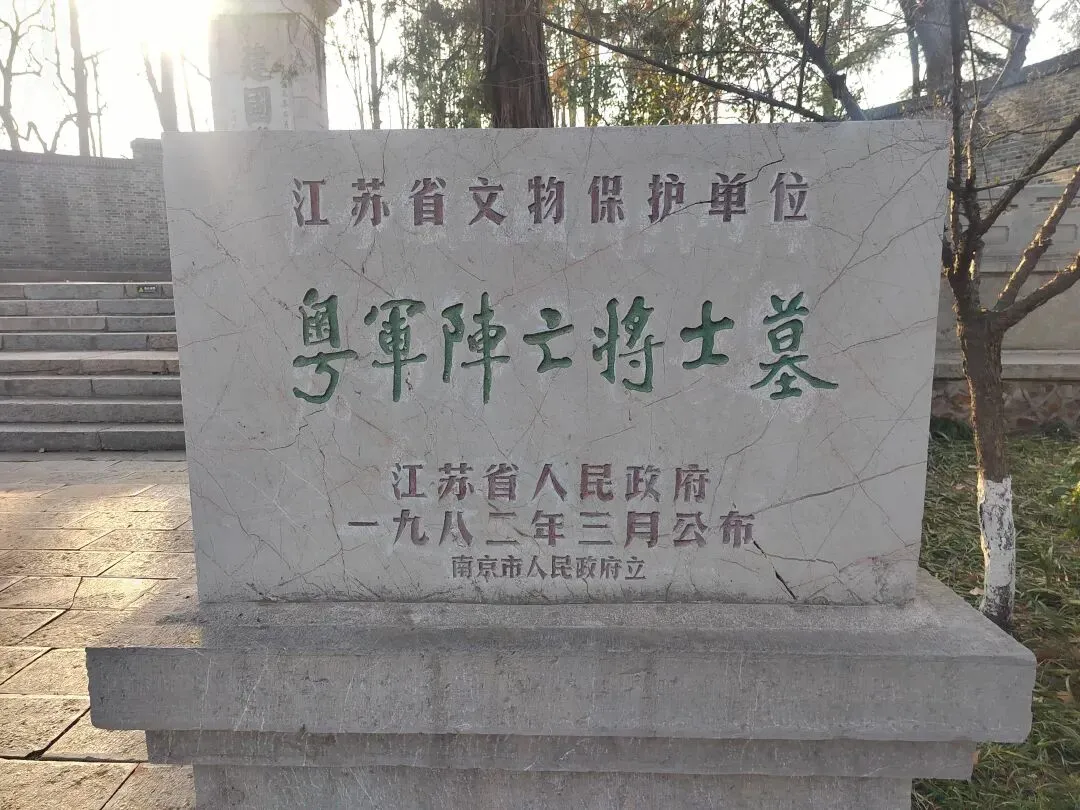 江苏省文物保护单位
粤軍陣亡將士墓
江苏省人民政府
一九八二年三月公布
南京市人民政府立
國